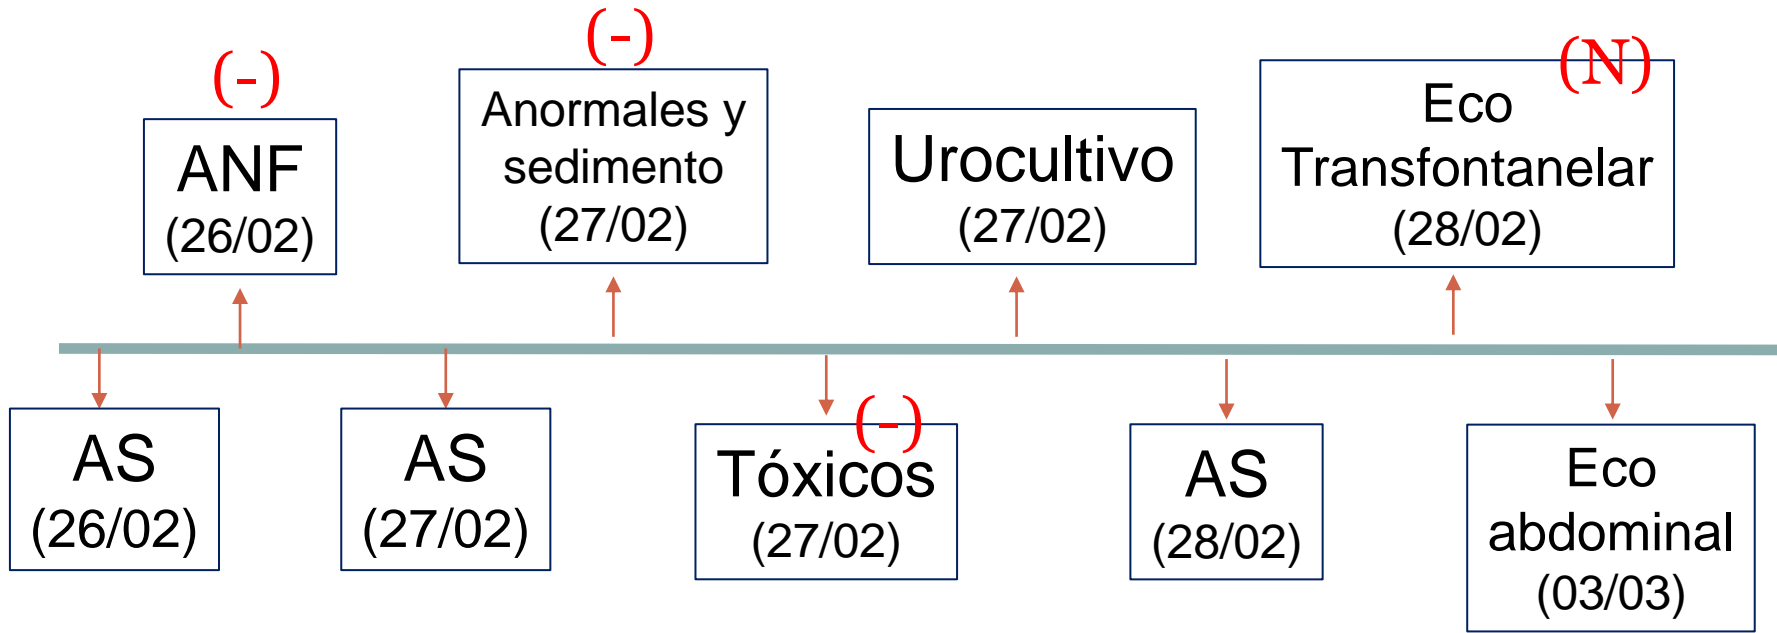 (-)
ANF
(26/02)
(-)
Anormales y
sedimento
(27/02)
Urocultivo
(27/02)
(N)
Eco
Transfontanelar
(28/02)
AS
(26/02)
AS
(27/02)
(-)
Tóxicos
(27/02)
AS
(28/02)
Eco
abdominal
(03/03)